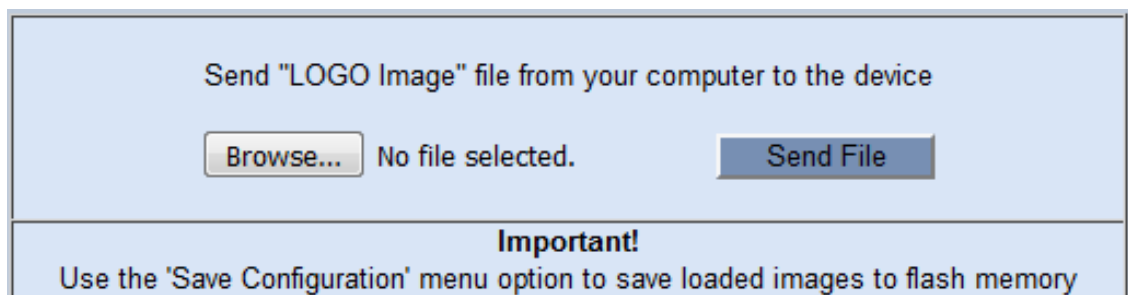 Send "LOGO Image" file from your computer to the device
Browse... No file selected. Send File
Important!
Use the 'Save Configuration' menu option to save loaded images to flash memory